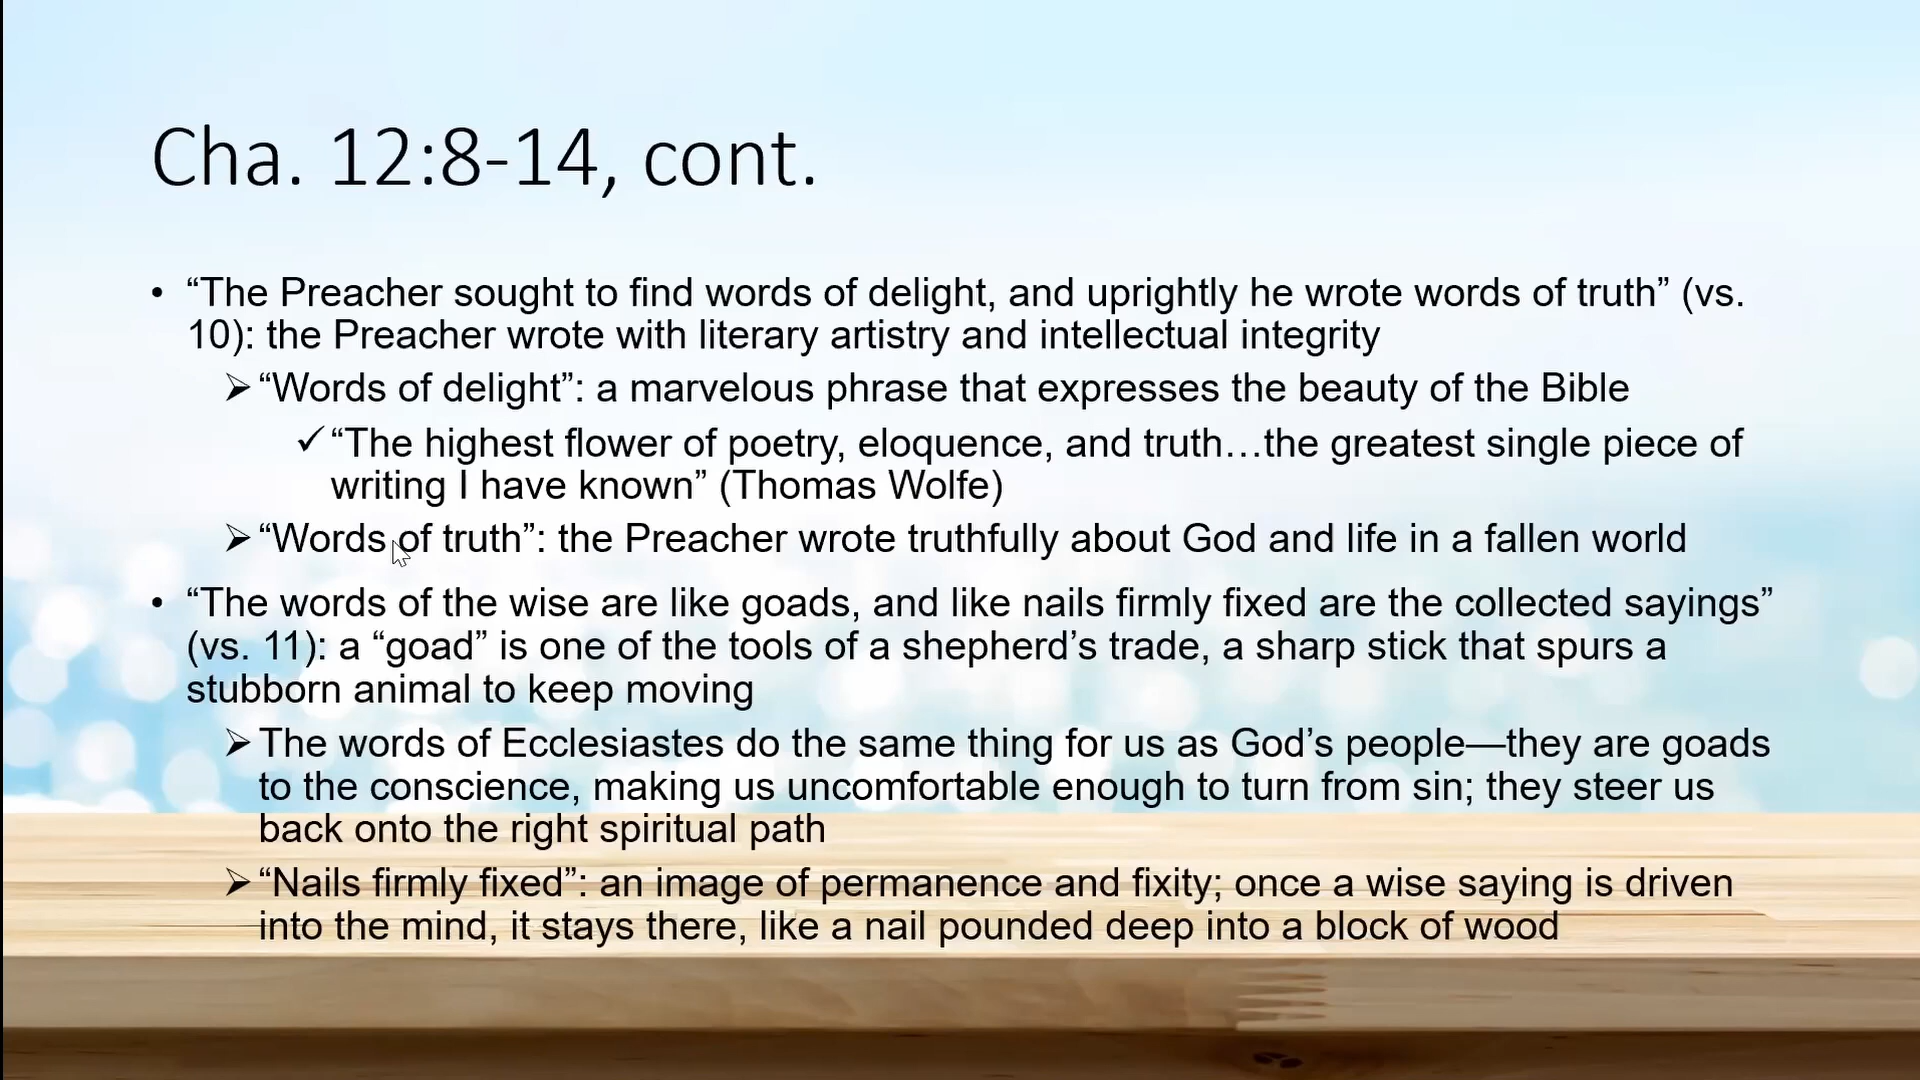 Cha. 12:8-14, cont.
• “The Preacher sought to find words of delight, and uprightly he wrote words of truth” (vs.
10): the Preacher wrote with literary artistry and intellectual integrity
➢ “Words of delight”: a marvelous phrase that expresses the beauty of the Bible
✓ “The highest flower of poetry, eloquence, and truth…the greatest single piece of
writing I have known” (Thomas Wolfe)
➢ “Words of truth”: the Preacher wrote truthfully about God and life in a fallen world
• “The words of the wise are like goads, and like nails firmly fixed are the collected sayings”
(vs. 11): a “goad” is one of the tools of a shepherd’s trade, a sharp stick that spurs a
stubborn animal to keep moving
➢ The words of Ecclesiastes do the same thing for us as God’s people—they are goads
to the conscience, making us uncomfortable enough to turn from sin; they steer us
back onto the right spiritual path
➢ “Nails firmly fixed”: an image of permanence and fixity; once a wise saying is driven
into the mind, it stays there, like a nail pounded deep into a block of wood